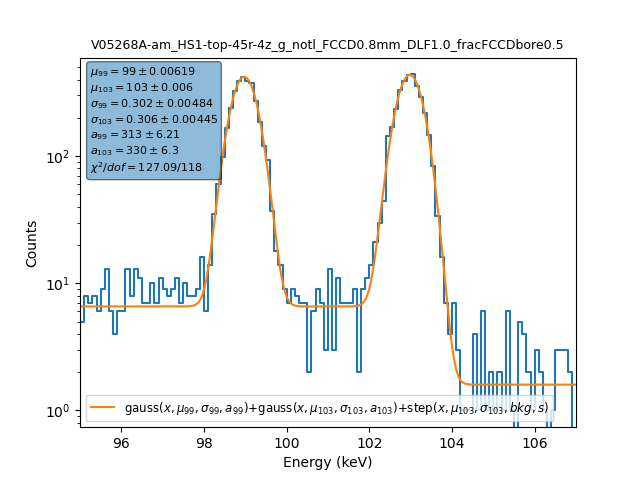 V05268A-am_HS1-top-45r-4z_g_notl_FCCD0.8mm_DLF1.0_fracFCCDbore0.5
μ₉₉ = 99 ± 0.00619
μ₁₀₃ = 103 ± 0.006
σ₉₉ = 0.302 ± 0.00484
σ₁₀₃ = 0.306 ± 0.00445
a₉₉ = 313 ± 6.21
a₁₀₃ = 330 ± 6.3
χ²/dof = 127.09/118
10²
10¹
10⁰
Counts
gauss(x, μ₉₉, σ₉₉, a₉₉)+gauss(x, μ₁₀₃, σ₁₀₃, a₁₀₃)+step(x, μ₁₀₃, σ₁₀₃, bkg, s)
96 98 100 102 104 106
Energy (keV)